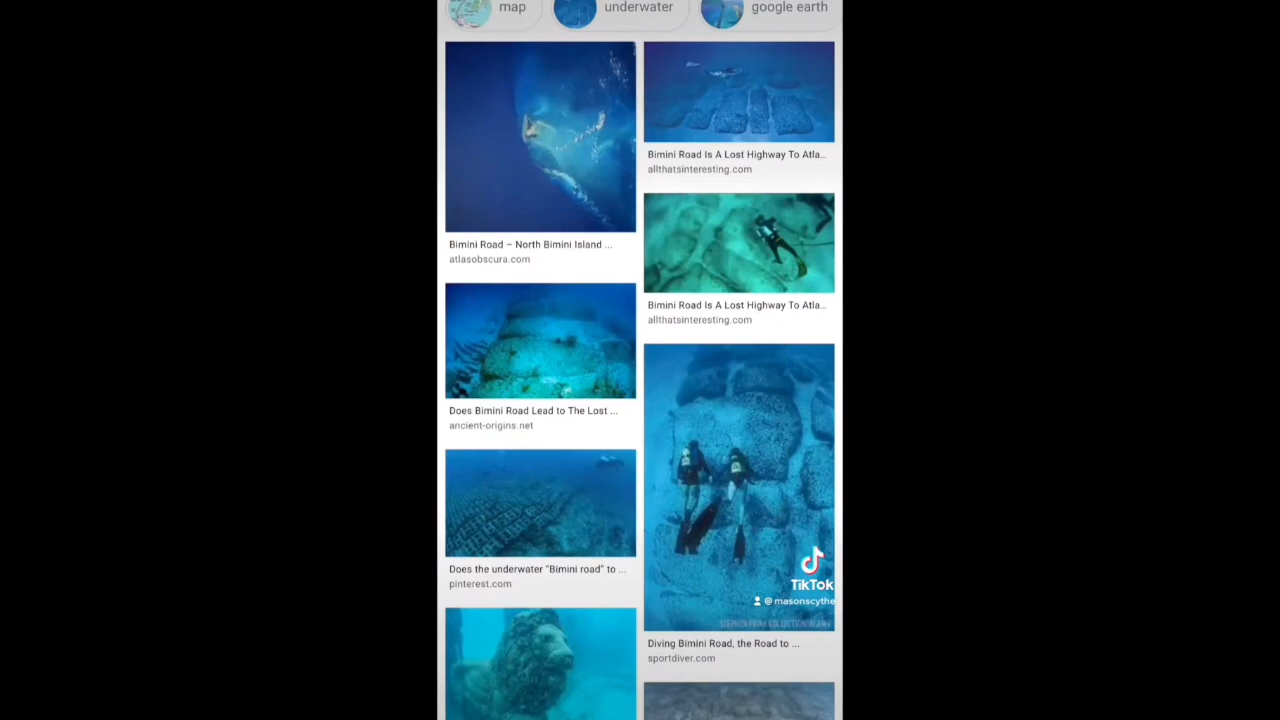 map
underwater
google earth
Bimini Road – North Bimini Island ...
atlasobscura.com
Bimini Road Is A Lost Highway To Atla...
allthatsinteresting.com
Bimini Road Is A Lost Highway To Atla...
allthatsinteresting.com
Does Bimini Road Lead to The Lost ...
ancient-origins.net
Does the underwater "Bimini road" to ...
pinterest.com
TikTok
@masonscythe
Diving Bimini Road, the Road to ...
sportdiver.com